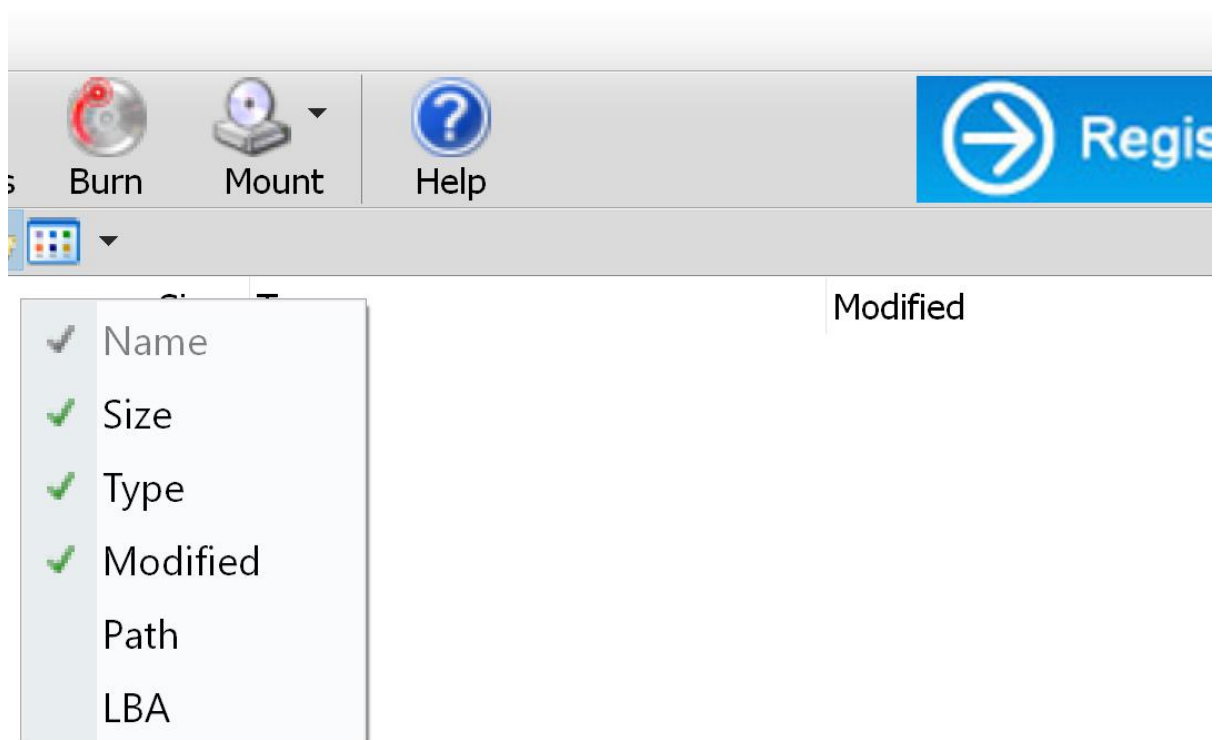 Burn Mount Help Regis
Modified
Name
Size
Type
Modified
Path
LBA